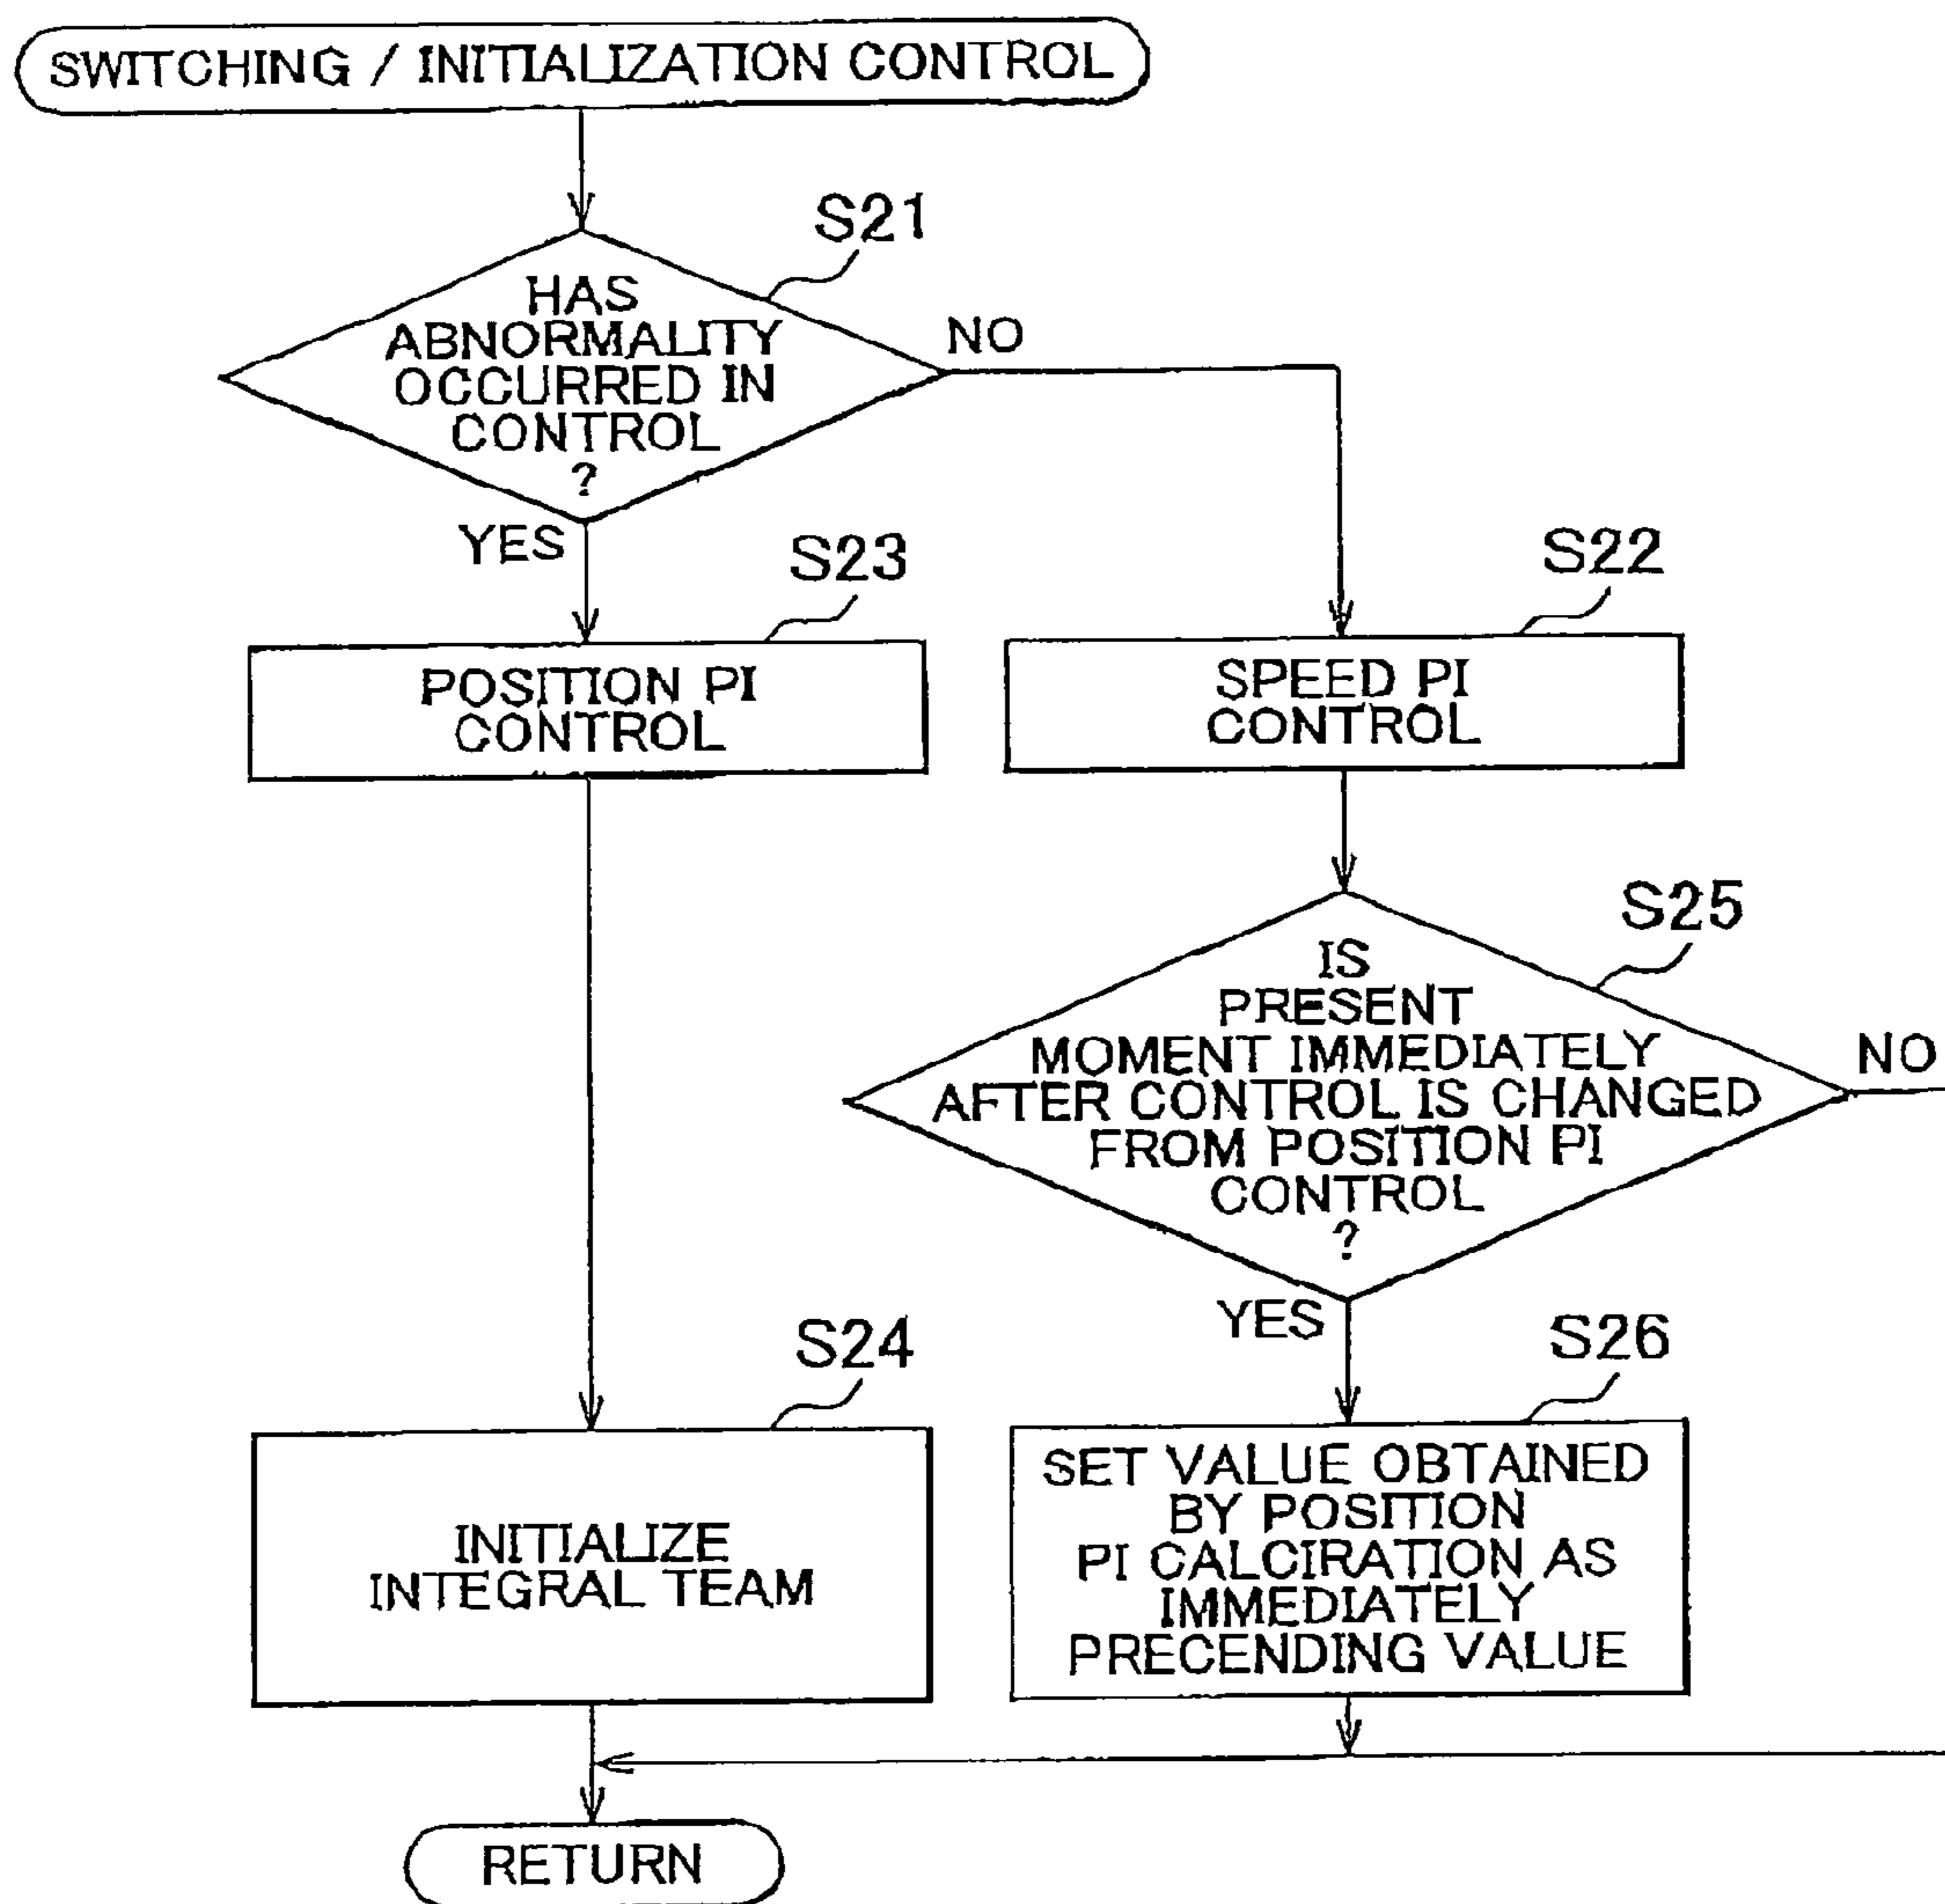 SWITCHING / INITIALIZATION CONTROL
S21
HAS
ABNORMALITY
OCCURRED IN
CONTROL
?
NO
YES
S23
S22
POSITION PI
CONTROL
SPEED PI
CONTROL
S25
IS
PRESENT
MOMENT IMMEDIATELY
AFTER CONTROL IS CHANGED
FROM POSITION PI
CONTROL
?
NO
YES
S24
S26
INITIALIZE
INTEGRAL TEAM
SET VALUE OBTAINED
BY POSITION
PI CALCIRATION AS
IMMEDIATELY
PRECENDING VALUE
RETURN